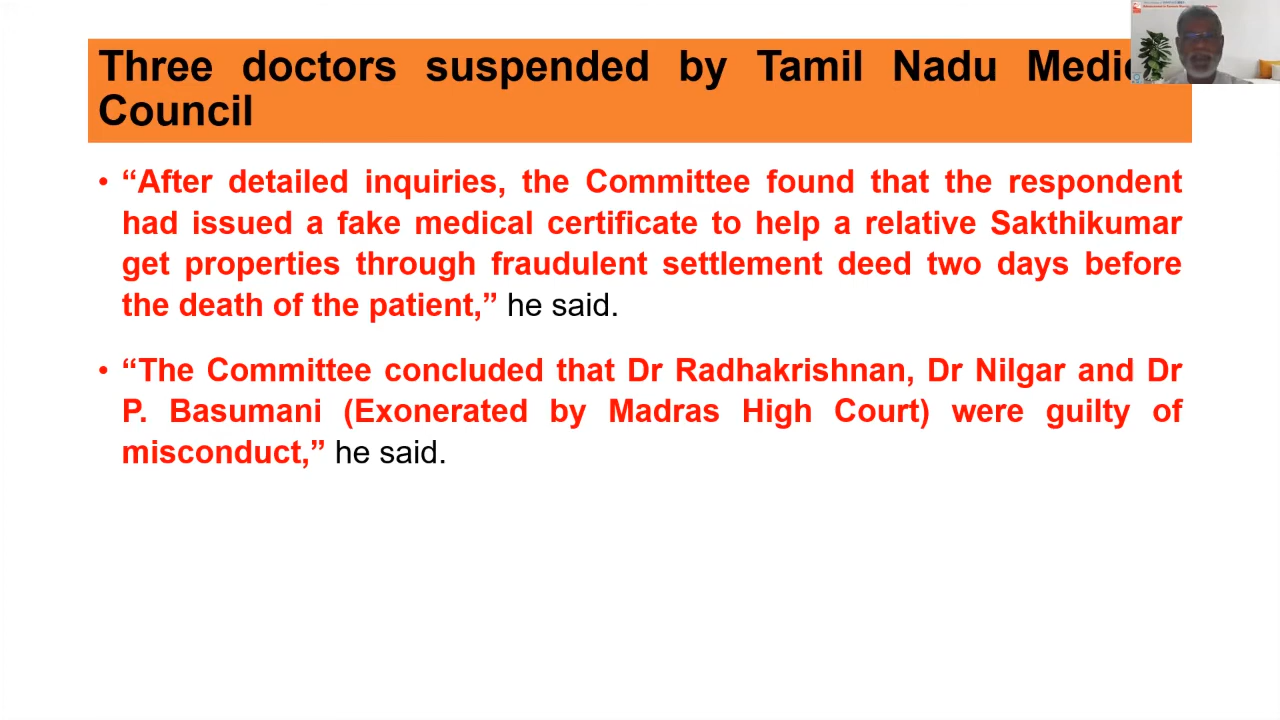 Three doctors suspended by Tamil Nadu
Council
• “After detailed inquiries, the Committee found that the respondent
had issued a fake medical certificate to help a relative Sakthikumar
get properties through fraudulent settlement deed two days before
the death of the patient,” he said.
• “The Committee concluded that Dr Radhakrishnan, Dr Nilgar and Dr
P. Basumani (Exonerated by Madras High Court) were guilty of
misconduct,” he said.